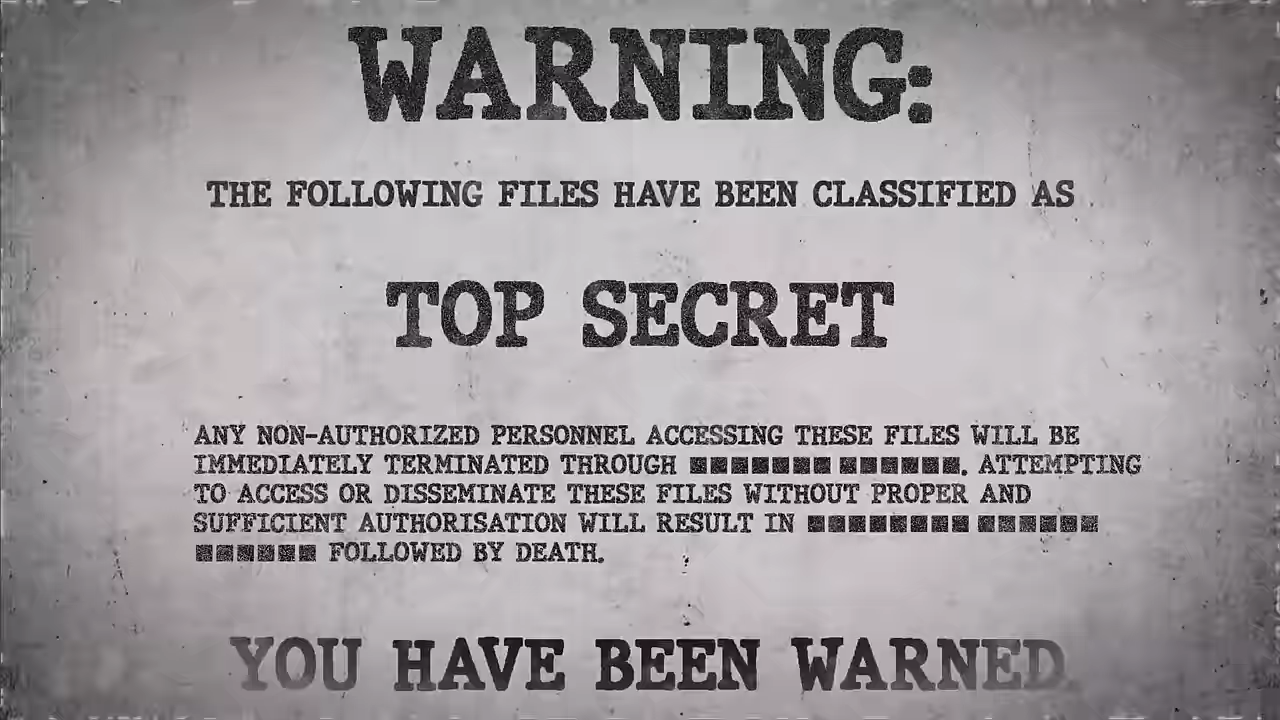 WARNING:
THE FOLLOWING FILES HAVE BEEN CLASSIFIED AS
TOP SECRET
ANY NON-AUTHORIZED PERSONNEL ACCESSING THESE FILES WILL BE
IMMEDIATELY TERMINATED THROUGH ■■■■■■■ ■■■■■■. ATTEMPTING
TO ACCESS OR DISSEMINATE THESE FILES WITHOUT PROPER AND
SUFFICIENT AUTHORISATION WILL RESULT IN ■■■■■■■■ ■■■■■■
■■■■■■ FOLLOWED BY DEATH.
YOU HAVE BEEN WARNED.